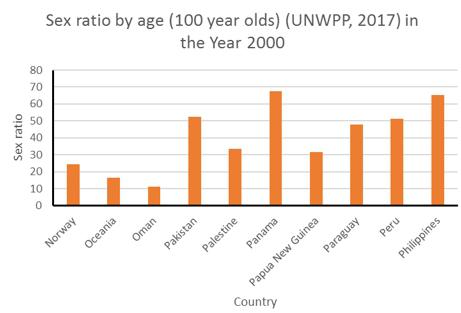 Sex ratio by age (100 year olds) (UNWPP, 2017) in
the Year 2000
80
70
60
50
40
30
20
10
0
Sex ratio
Norway
Oceania
Oman
Pakistan
Palestine
Panama
Papua New Guinea
Paraguay
Peru
Philippines
Country